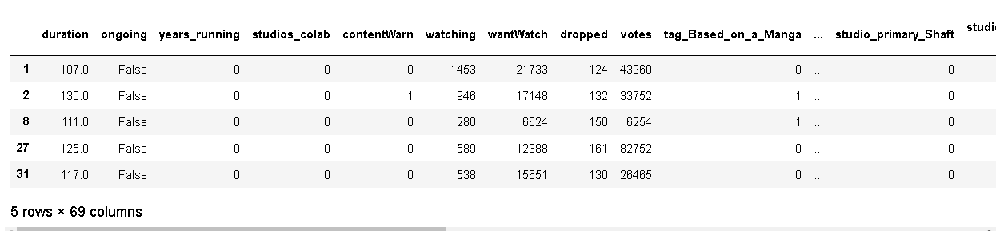 duration ongoing years_running studios_colab contentWarn watching wantWatch dropped votes tag_Based_on_a_Manga ... studio_primary_Shaft
1 107.0 False 0 0 0 1453 21733 124 43960 0 ... 0
2 130.0 False 0 0 1 946 17148 132 33752 1 ... 0
8 111.0 False 0 0 0 280 6624 150 6254 1 ... 0
27 125.0 False 0 0 0 589 12388 161 82752 0 ... 0
31 117.0 False 0 0 0 538 15651 130 26465 0 ... 0
5 rows × 69 columns